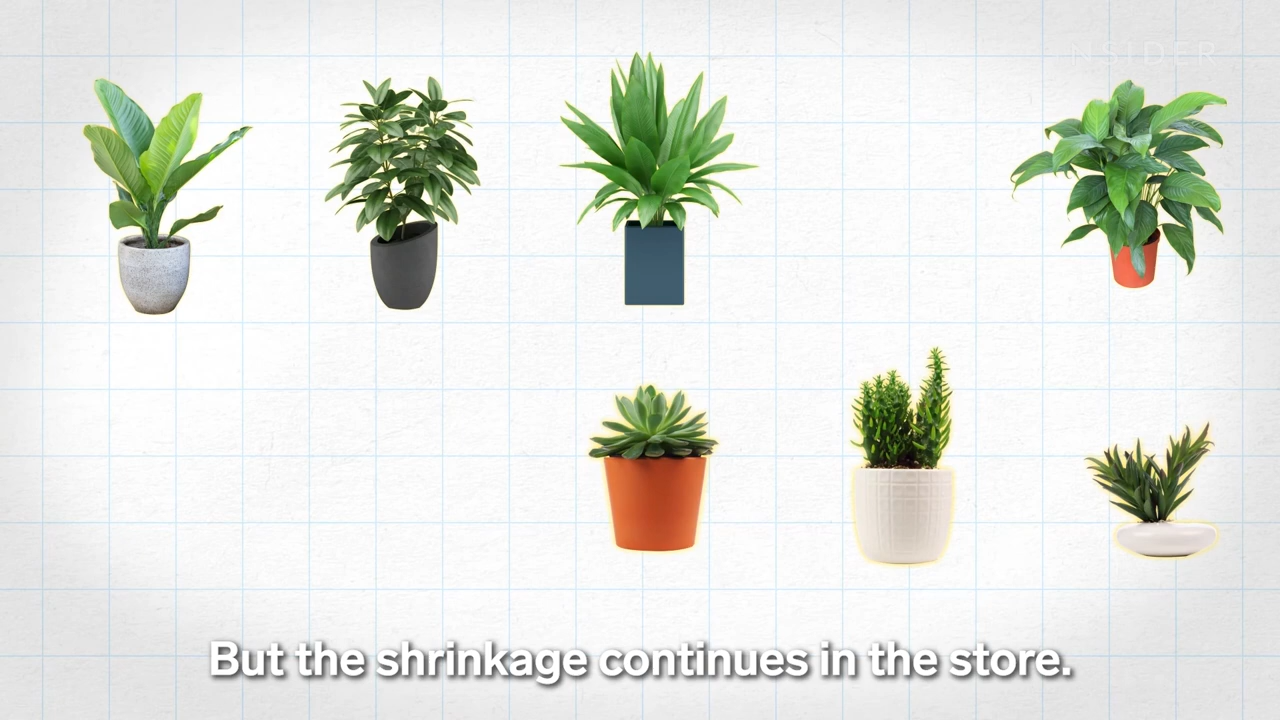 INSIDER
But the shrinkage continues in the store.